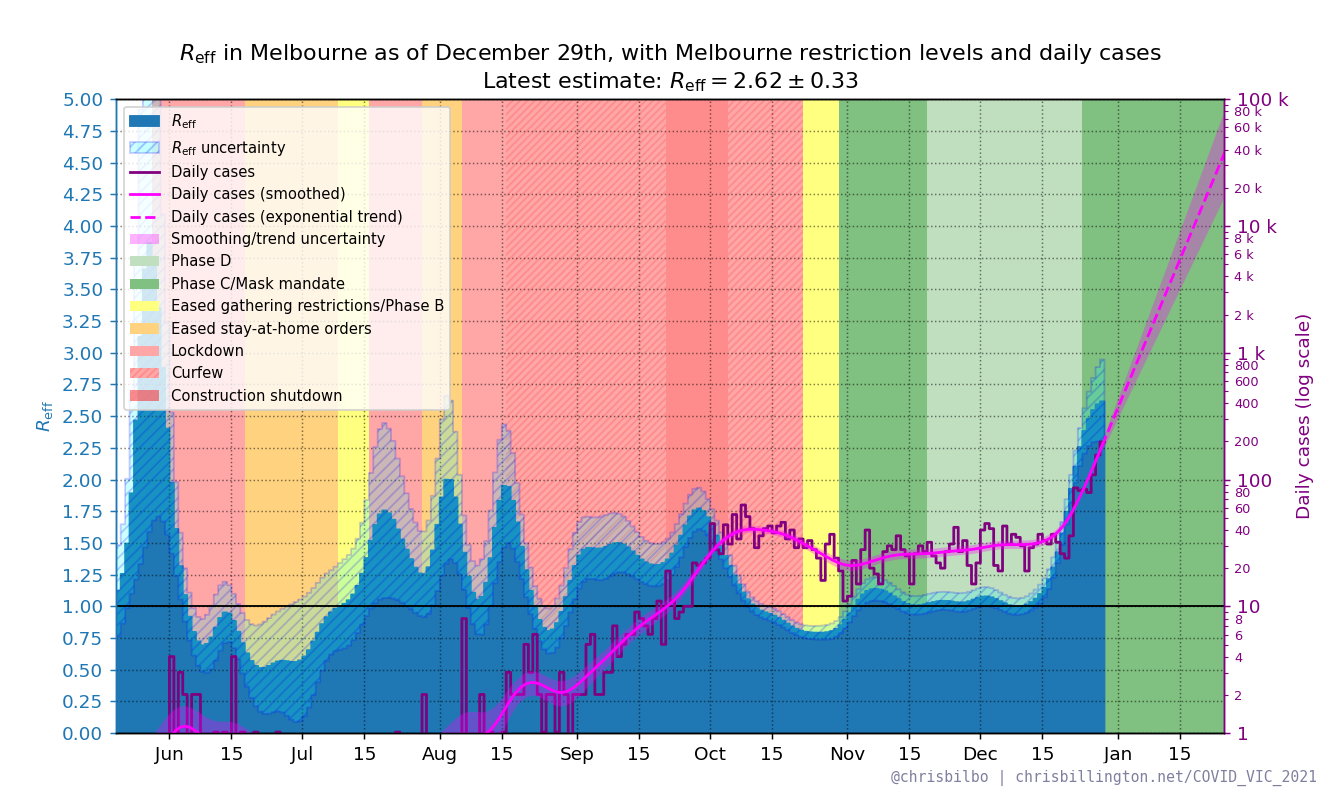 Reff in Melbourne as of December 29th, with Melbourne restriction levels and daily cases
Latest estimate: Reff = 2.62 ± 0.33
5.00
4.75
4.50
4.25
4.00
3.75
3.50
3.25
3.00
2.75
2.50
2.25
2.00
1.75
1.50
1.25
1.00
0.75
0.50
0.25
0.00
Reff
Reff
Reff uncertainty
Daily cases
Daily cases (smoothed)
Daily cases (exponential trend)
Smoothing/trend uncertainty
Phase D
Phase C/Mask mandate
Eased gathering restrictions/Phase B
Eased stay-at-home orders
Lockdown
Curfew
Construction shutdown
100 k
80 k
60 k
40 k
20 k
10 k
8 k
6 k
4 k
2 k
1 k
800
600
400
200
100
80
60
40
20
10
8
6
4
2
1
Daily cases (log scale)
Jun 15 Jul 15 Aug 15 Sep 15 Oct 15 Nov 15 Dec 15 Jan 15
@chrisbilbo | chrisbillington.net/COVID_VIC_2021